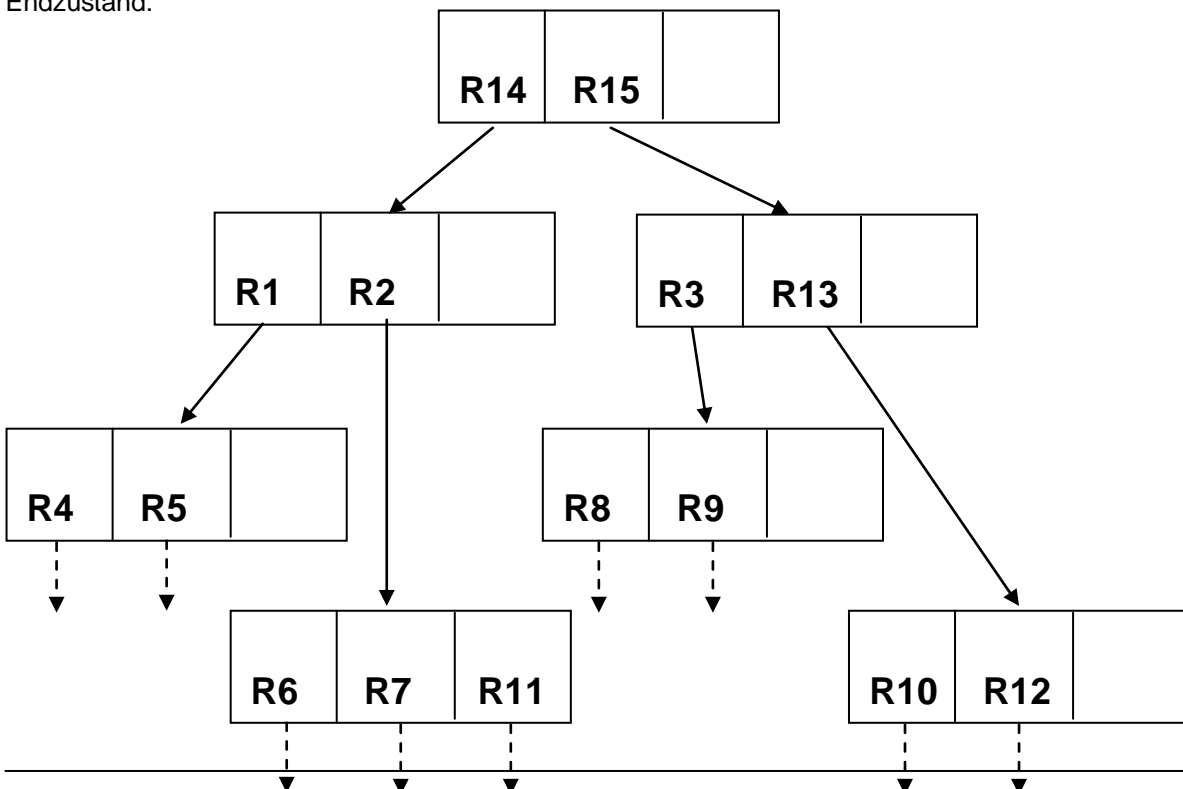 Endzustand.
R14 R15
R1 R2
R3 R13
R4 R5
R8 R9
R6 R7 R11
R10 R12